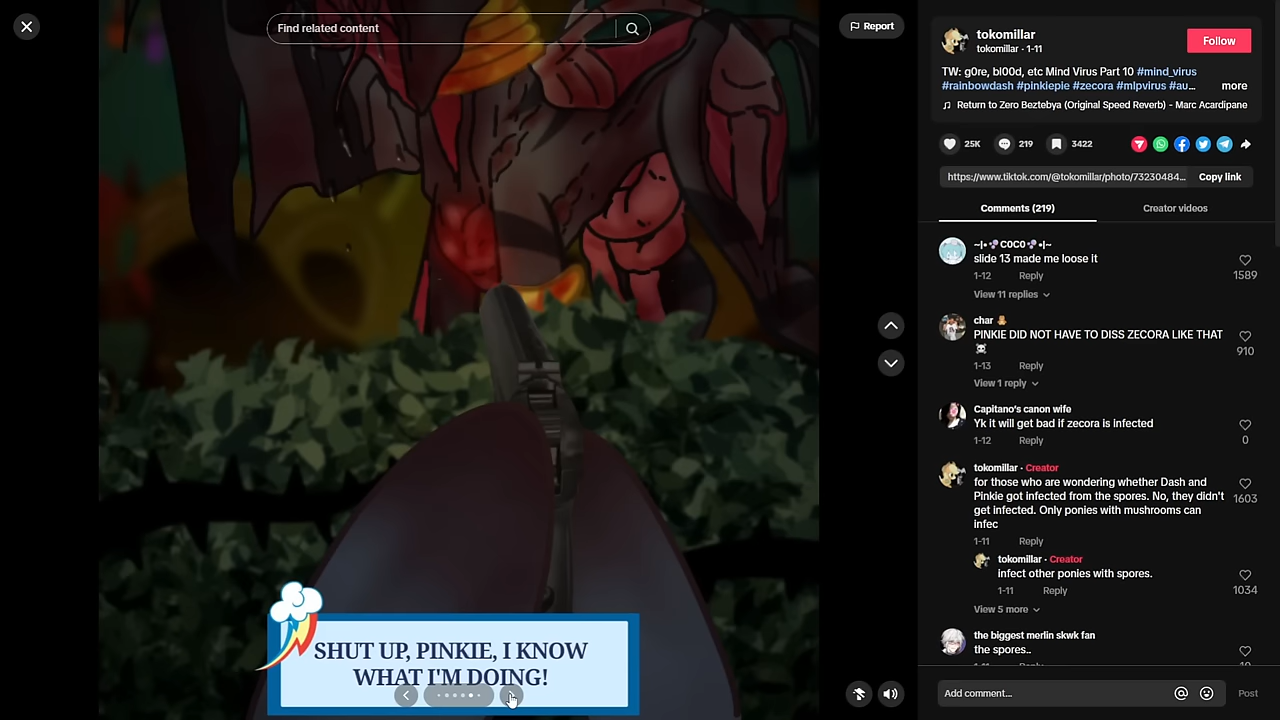 Find related content
Report
SHUT UP, PINKIE, I KNOW
WHAT I'M DOING!
tokomillar
tokomillar · 1-11
Follow
TW: g0re, bl00d, etc Mind Virus Part 10 #mind_virus
#rainbowdash #pinkiepie #zecora #mlpvirus #au...
more
Return to Zero Beztebya (Original Speed Reverb) - Marc Acardipane
25K
219
3422
https://www.tiktok.com/@tokomillar/photo/73230484...
Copy link
Comments (219)
Creator videos
~|•C0C0•|~
slide 13 made me loose it
1-12
Reply
1589
View 11 replies
char
PINKIE DID NOT HAVE TO DISS ZECORA LIKE THAT
910
1-13
Reply
View 1 reply
Capitano's canon wife
Yk it will get bad if zecora is infected
1-12
Reply
0
tokomillar · Creator
for those who are wondering whether Dash and
Pinkie got infected from the spores. No, they didn't
get infected. Only ponies with mushrooms can
infec
1603
1-11
Reply
tokomillar · Creator
infect other ponies with spores.
1-11
Reply
1034
View 5 more
the biggest merlin skwk fan
the spores..
Add comment...
Post